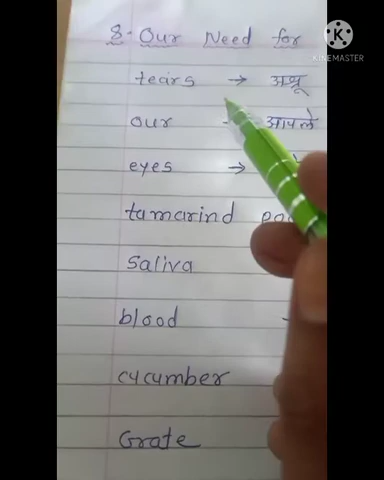 8. Our Need for
KINEMASTER
tears → अश्रू
our - आपले
eyes →
tamarind
saliva
blood -
cucumber
Grate